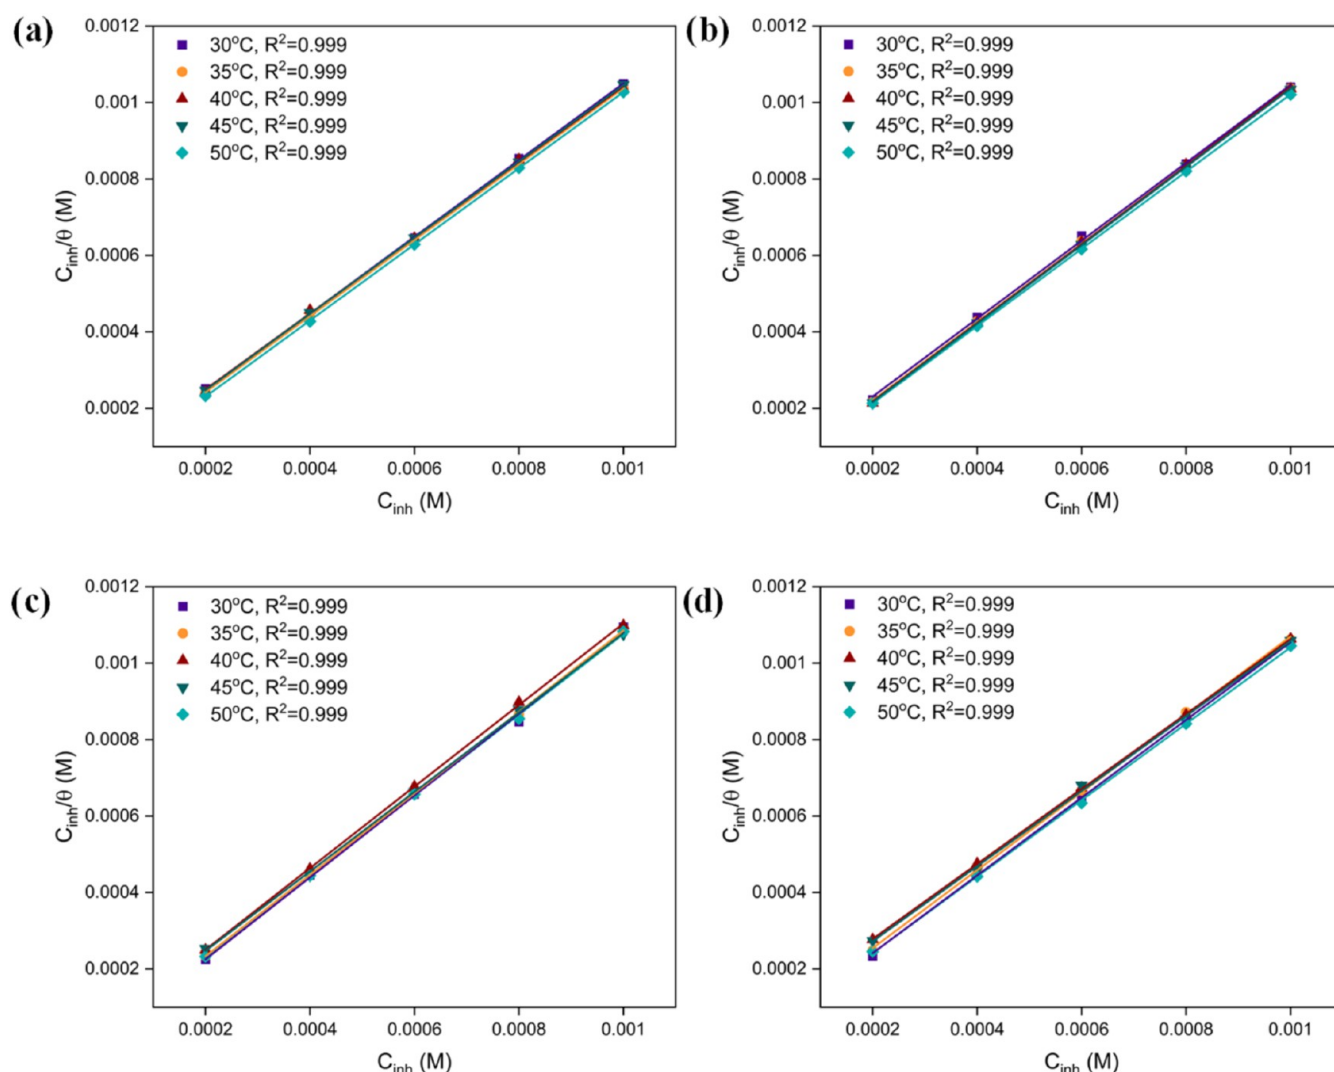 (a)
0.0012
0.001
0.0008
0.0006
0.0004
0.0002
C_inh/θ (M)
30°C, R²=0.999
35°C, R²=0.999
40°C, R²=0.999
45°C, R²=0.999
50°C, R²=0.999
0.0002 0.0004 0.0006 0.0008 0.001
C_inh (M)
(b)
0.0012
0.001
0.0008
0.0006
0.0004
0.0002
C_inh/θ (M)
30°C, R²=0.999
35°C, R²=0.999
40°C, R²=0.999
45°C, R²=0.999
50°C, R²=0.999
0.0002 0.0004 0.0006 0.0008 0.001
C_inh (M)
(c)
0.0012
0.001
0.0008
0.0006
0.0004
0.0002
C_inh/θ (M)
30°C, R²=0.999
35°C, R²=0.999
40°C, R²=0.999
45°C, R²=0.999
50°C, R²=0.999
0.0002 0.0004 0.0006 0.0008 0.001
C_inh (M)
(d)
0.0012
0.001
0.0008
0.0006
0.0004
0.0002
C_inh/θ (M)
30°C, R²=0.999
35°C, R²=0.999
40°C, R²=0.999
45°C, R²=0.999
50°C, R²=0.999
0.0002 0.0004 0.0006 0.0008 0.001
C_inh (M)